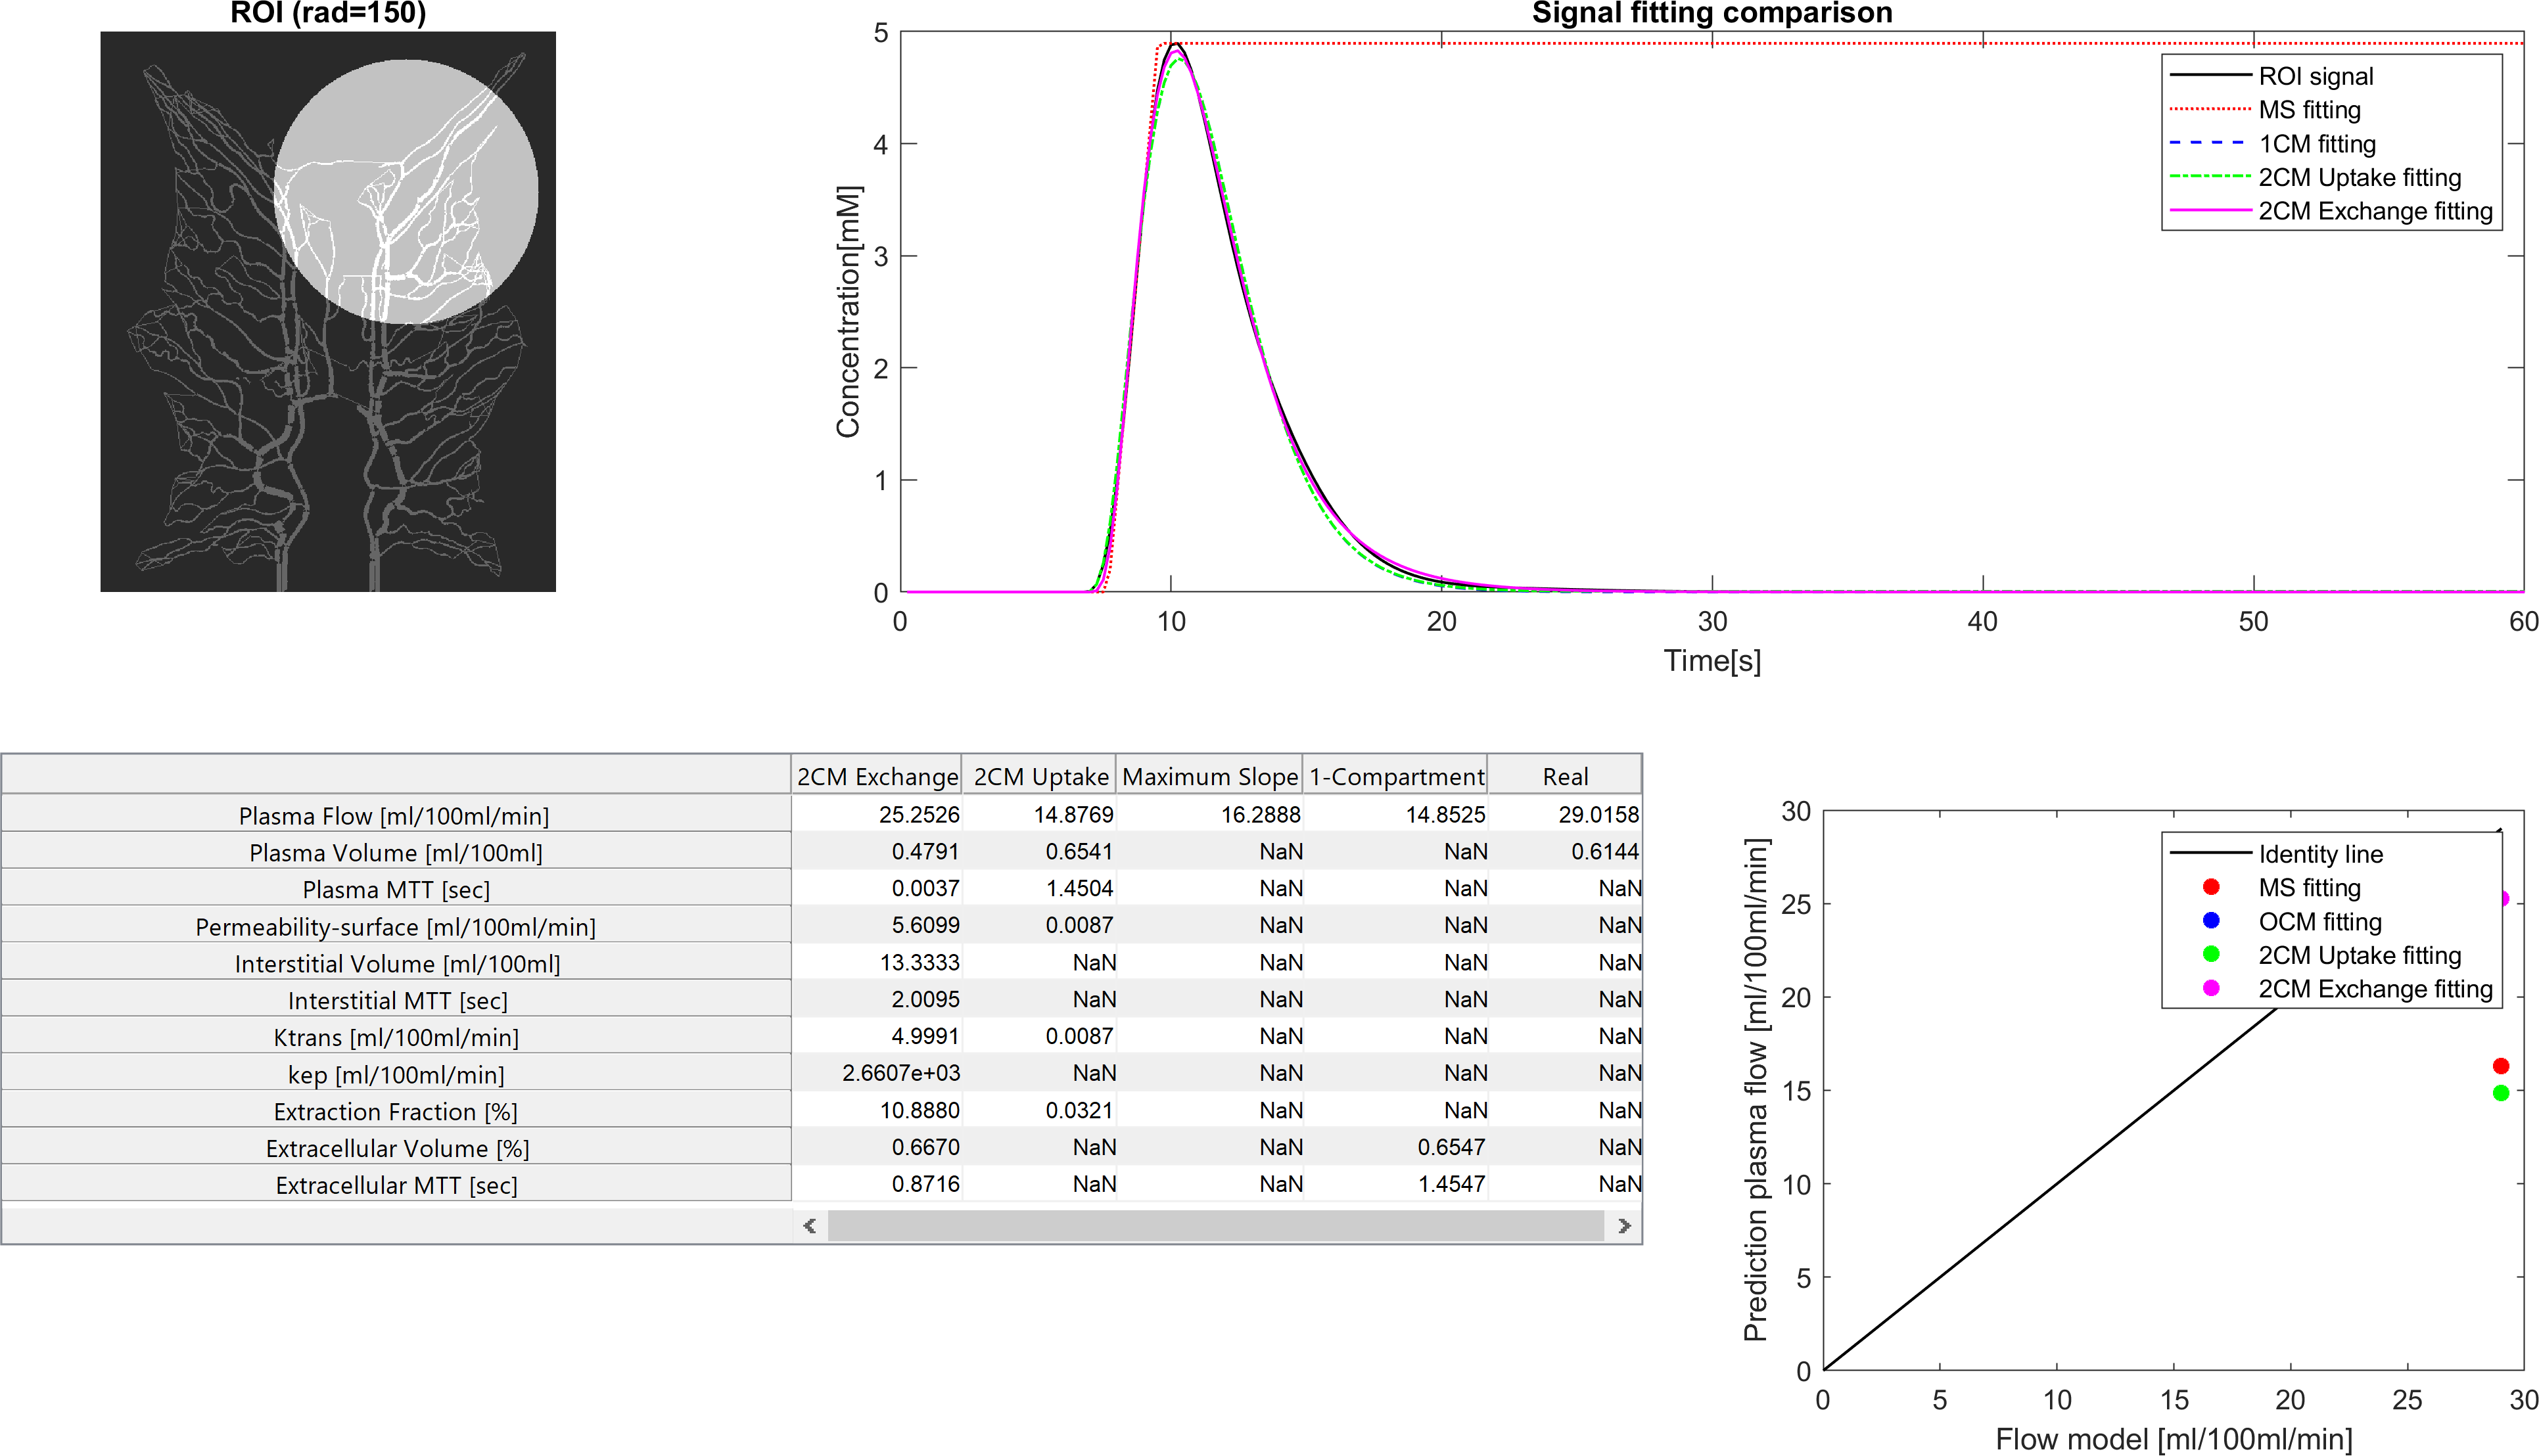 ROI (rad=150)
Signal fitting comparison
5
4
3
2
1
0
Concentration[mM]
0 10 20 30 40 50 60
Time[s]
ROI signal
MS fitting
1CM fitting
2CM Uptake fitting
2CM Exchange fitting
2CM Exchange 2CM Uptake Maximum Slope 1-Compartment Real
Plasma Flow [ml/100ml/min] 25.2526 14.8769 16.2888 14.8525 29.0158
Plasma Volume [ml/100ml] 0.4791 0.6541 NaN NaN 0.6144
Plasma MTT [sec] 0.0037 1.4504 NaN NaN NaN
Permeability-surface [ml/100ml/min] 5.6099 0.0087 NaN NaN NaN
Interstitial Volume [ml/100ml] 13.3333 NaN NaN NaN NaN
Interstitial MTT [sec] 2.0095 NaN NaN NaN NaN
Ktrans [ml/100ml/min] 4.9991 0.0087 NaN NaN NaN
kep [ml/100ml/min] 2.6607e+03 NaN NaN NaN NaN
Extraction Fraction [%] 10.8880 0.0321 NaN NaN NaN
Extracellular Volume [%] 0.6670 NaN NaN 0.6547 NaN
Extracellular MTT [sec] 0.8716 NaN NaN 1.4547 NaN
30
25
20
15
10
5
0
Prediction plasma flow [ml/100ml/min]
Identity line
MS fitting
OCM fitting
2CM Uptake fitting
2CM Exchange fitting
0 5 10 15 20 25 30
Flow model [ml/100ml/min]